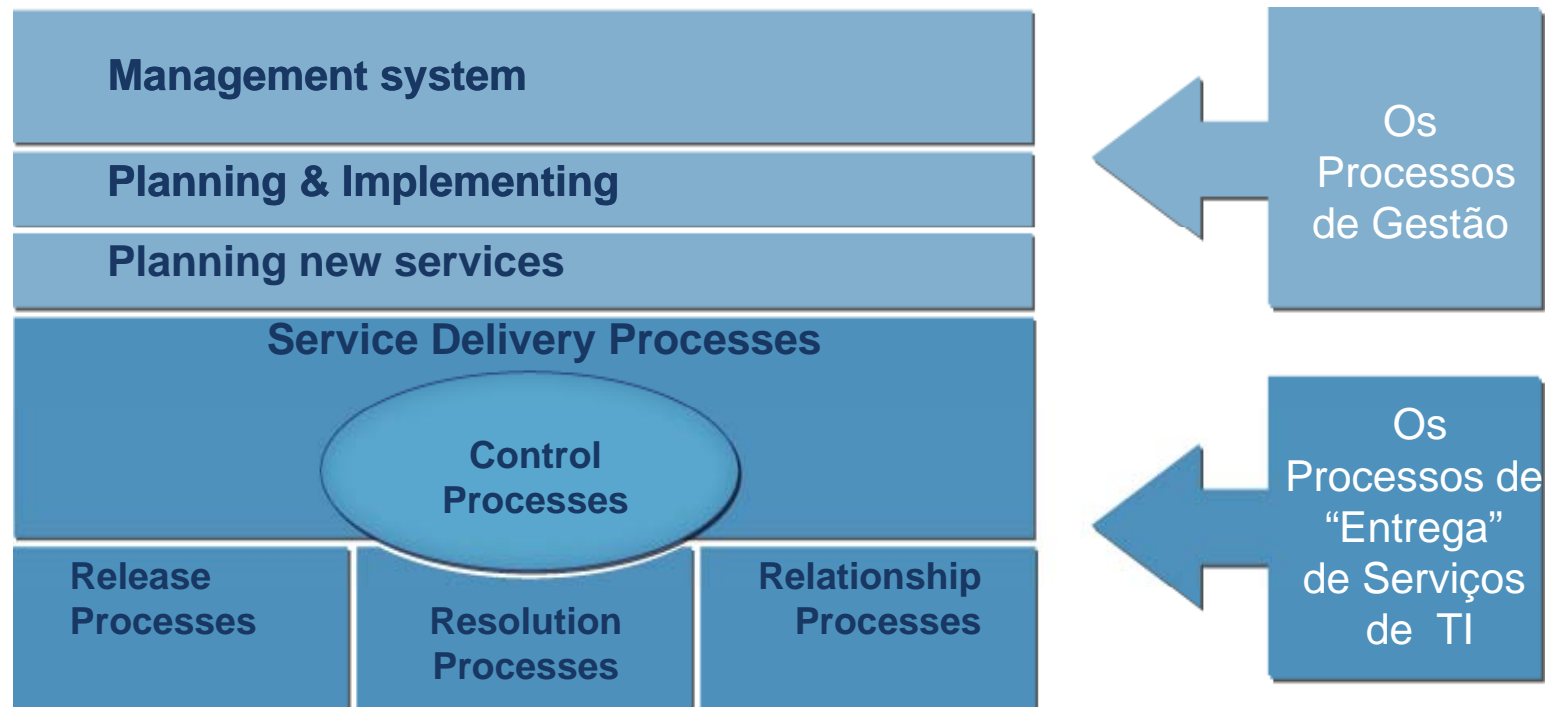 Management system
Planning & Implementing
Planning new services
Service Delivery Processes
Control
Processes
Release
Processes
Resolution
Processes
Relationship
Processes
Os
Processos
de Gestão
Os
Processos de
“Entrega”
de Serviços
de TI